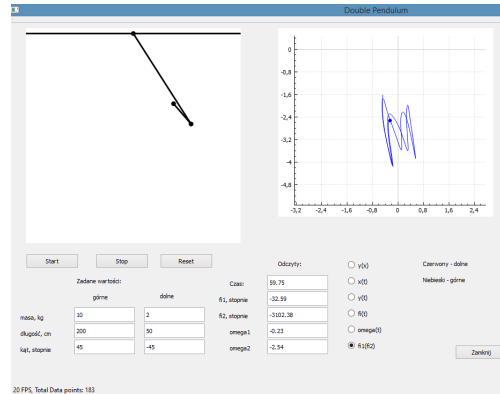 Double Pendulum
0
-0,8
-1,6
-2,4
-3,2
-4
-4,8
-3,2 -2,4 -1,6 -0,8 0 0,8 1,6 2,4
Start Stop Reset
Odczyty:
Zadane wartości:
górne dolne
masa, kg 10 2
długość, cm 200 50
kąt, stopnie 45 -45
Czas: 59.75
fi1, stopnie -32.59
fi2, stopnie -3102.38
omega1 -0.23
omega2 -2.54
y(x)
x(t)
y(t)
fi(t)
omega(t)
fi1(fi2)
Czerwony - dolne
Niebieski - górne
Zamknij
20 FPS, Total Data points: 183